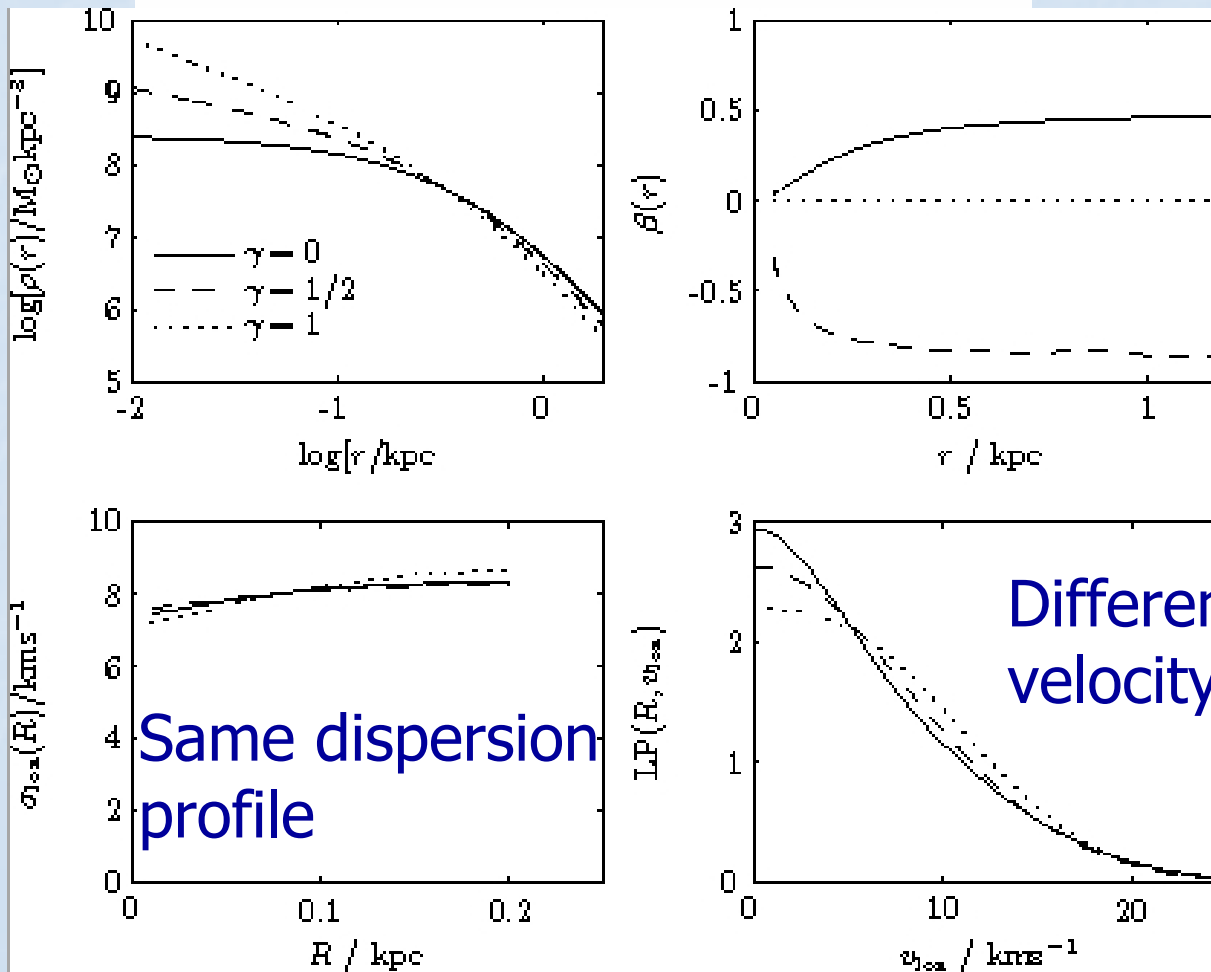 10
9
8
7
6
5
-2
-1
0
log[ρ(r)/M⊙kpc⁻³]
log[r/kpc
γ= 0
γ= 1/2
γ= 1
1
0.5
0
-0.5
-1
0
0.5
1
β(r)
r / kpc
10
8
6
4
2
0
0
0.1
0.2
σlos(R)/kms⁻¹
R / kpc
Same dispersion
profile
3
2
1
0
0
10
20
LP(R, vlos)
vlos / kms⁻¹
velocity